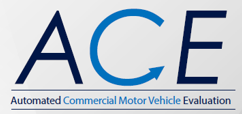 ACE
Automated Commercial Motor Vehicle Evaluation